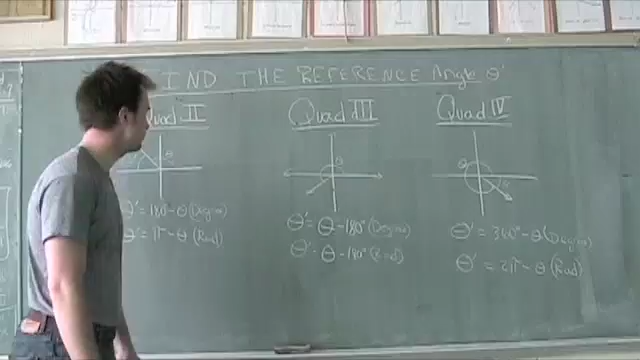 IND THE REFERENCE Angle θ'
Quad II
Quad III
Quad IV
θ
θ
θ
θ' = 180° - θ (Degree)
θ' = π - θ (Rad)
θ' = θ - 180° (Degree)
θ' - θ - 180° (Rad)
θ' = 360° - θ (Degree)
θ' = 2π - θ (Rad)